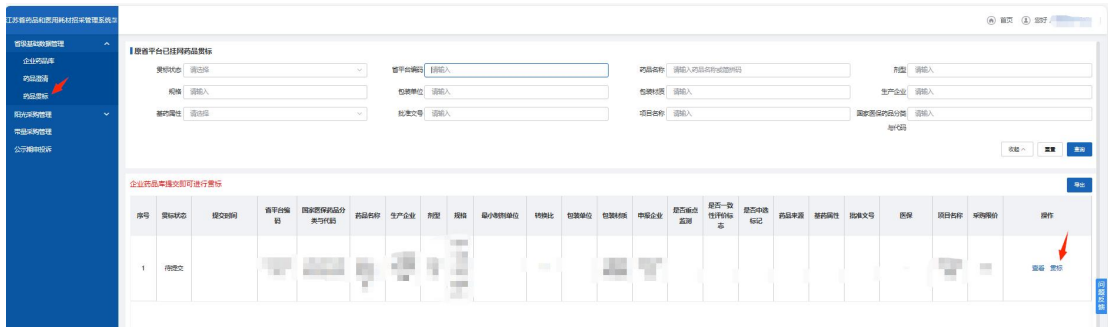 江苏省药品和医用耗材招采管理系统
首页 您好
省级基础数据管理
企业药品库
药品澄清
药品贯标
阳光采购管理
带量采购管理
公示期申投诉
原省平台已挂网药品贯标
贯标状态 请选择 省平台编码 请输入 药品名称 请输入药品名称或首拼码 剂型 请输入
规格 请输入 包装单位 请输入 包装材质 请输入 生产企业 请输入
基药属性 请选择 批准文号 请输入 项目名称 请输入 国家医保药品分类与代码 请输入
收起 重置 查询
企业药品库提交即可进行贯标 导出
序号 贯标状态 提交时间 省平台编码 国家医保药品分类与代码 药品名称 生产企业 剂型 规格 最小制剂单位 转换比 包装单位 包装材质 申报企业 是否重点监测 是否一致性评价标志 是否中选标记 药品来源 基药属性 批准文号 医保 项目名称 采购限价 操作
1 待提交 查看 贯标
问题反馈